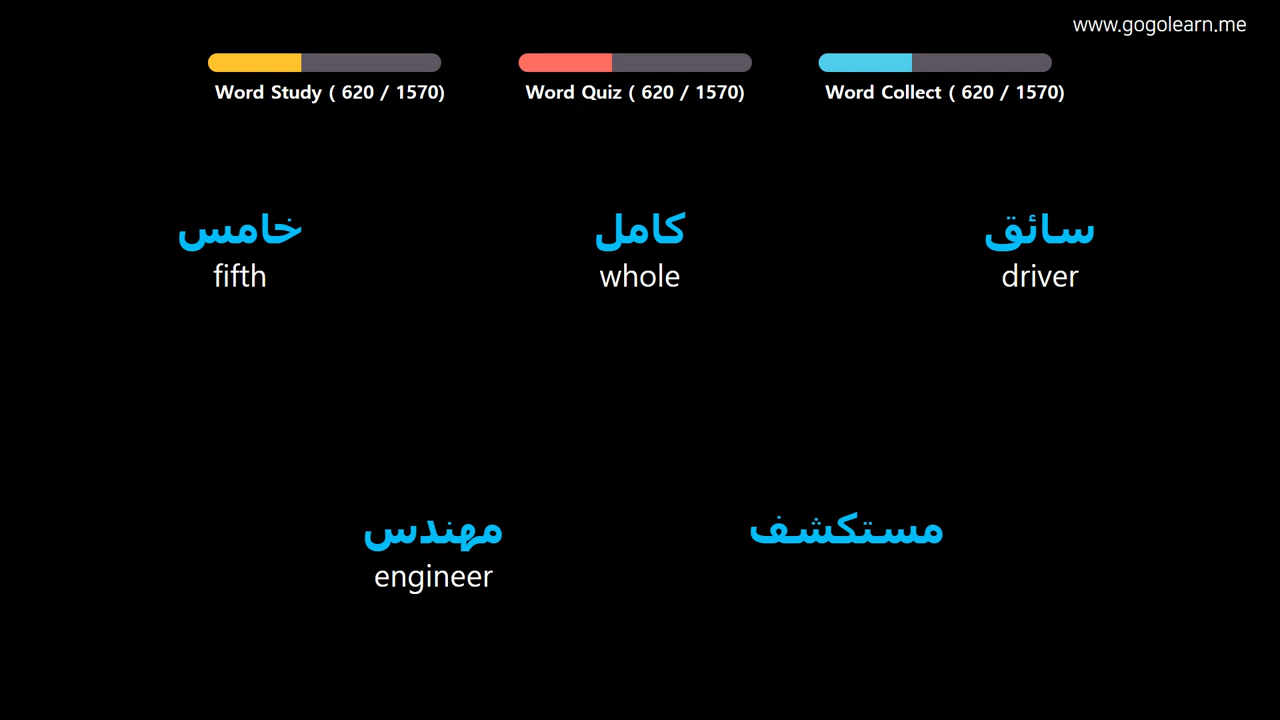 www.gogolearn.me
Word Study ( 620 / 1570)
Word Quiz ( 620 / 1570)
Word Collect ( 620 / 1570)
خامس
fifth
كامل
whole
سائق
driver
مهندس
engineer
مستكشف